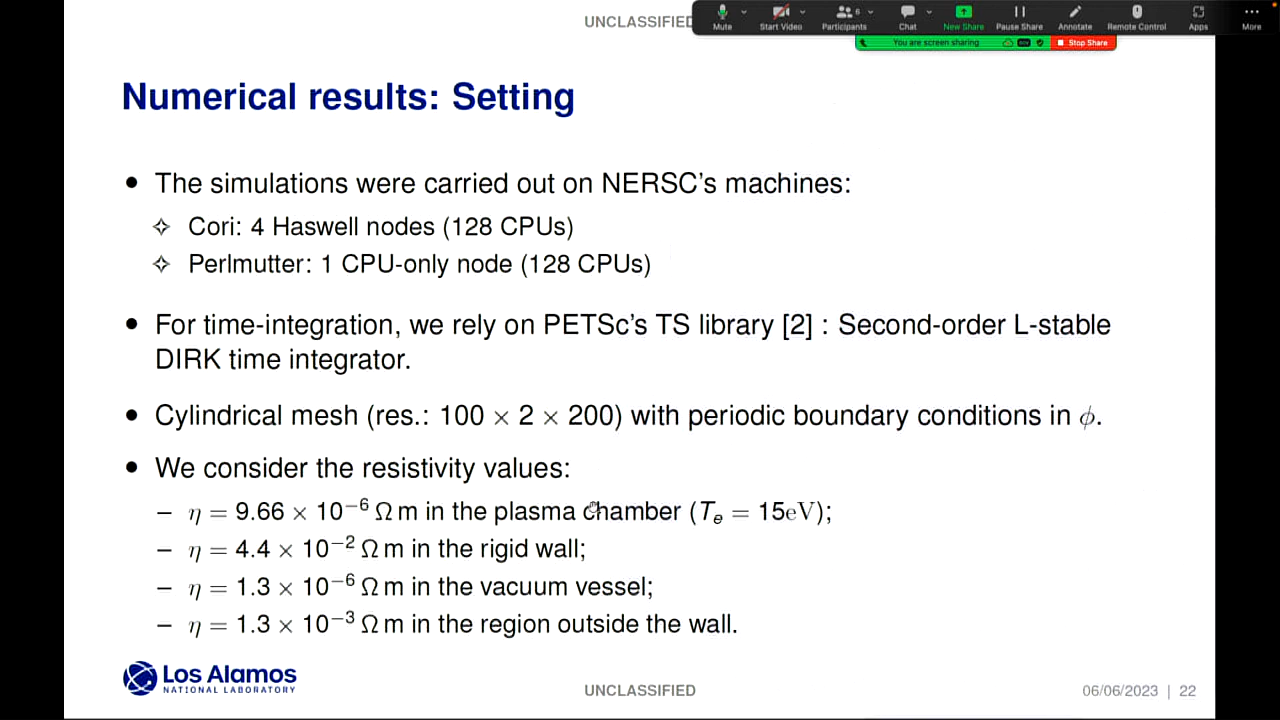 UNCLASSIFIED
Mute
Start Video
Participants
6
Chat
New Share
Pause Share
Annotate
Remote Control
Apps
More
You are screen sharing
Stop Share
Numerical results: Setting
• The simulations were carried out on NERSC's machines:
✧ Cori: 4 Haswell nodes (128 CPUs)
✧ Perlmutter: 1 CPU-only node (128 CPUs)
• For time-integration, we rely on PETSc's TS library [2] : Second-order L-stable
DIRK time integrator.
• Cylindrical mesh (res.: 100 × 2 × 200) with periodic boundary conditions in ϕ.
• We consider the resistivity values:
– η = 9.66 × 10⁻⁶ Ω m in the plasma chamber (Tₑ = 15eV);
– η = 4.4 × 10⁻² Ω m in the rigid wall;
– η = 1.3 × 10⁻⁶ Ω m in the vacuum vessel;
– η = 1.3 × 10⁻³ Ω m in the region outside the wall.
Los Alamos
NATIONAL LABORATORY
UNCLASSIFIED
06/06/2023 | 22